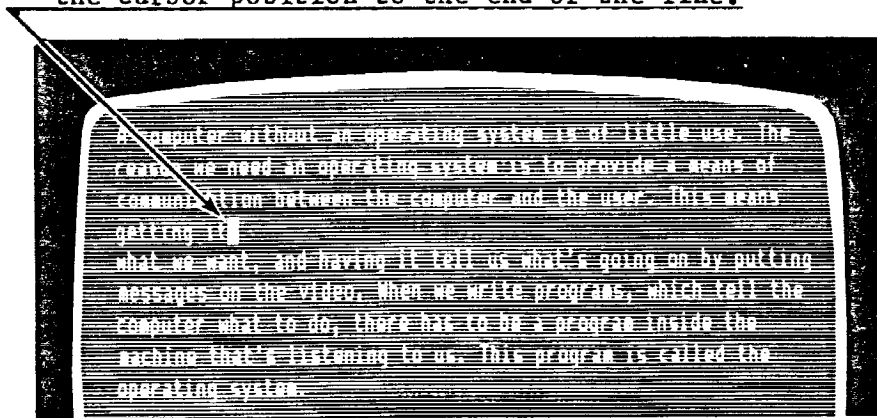 the cursor position to the end of the line.
A computer without an operating system is of little use. The
reason we need an operating system is to provide a means of
communication between the computer and the user. This means
getting it
what we want, and having it tell us what's going on by putting
messages on the video. When we write programs, which tell the
computer what to do, there has to be a program inside the
machine that's listening to us. This program is called the
operating system.